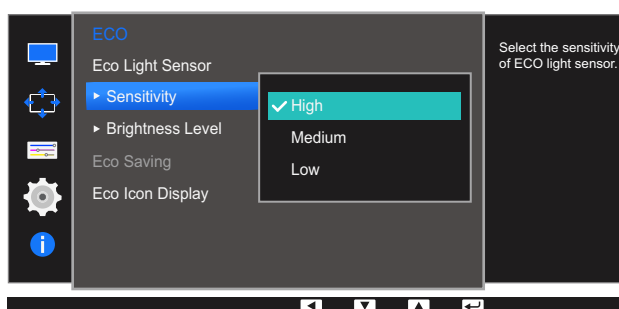 ECO
Eco Light Sensor
Sensitivity
Brightness Level
Eco Saving
Eco Icon Display
High
Medium
Low
Select the sensitivity
of ECO light sensor.